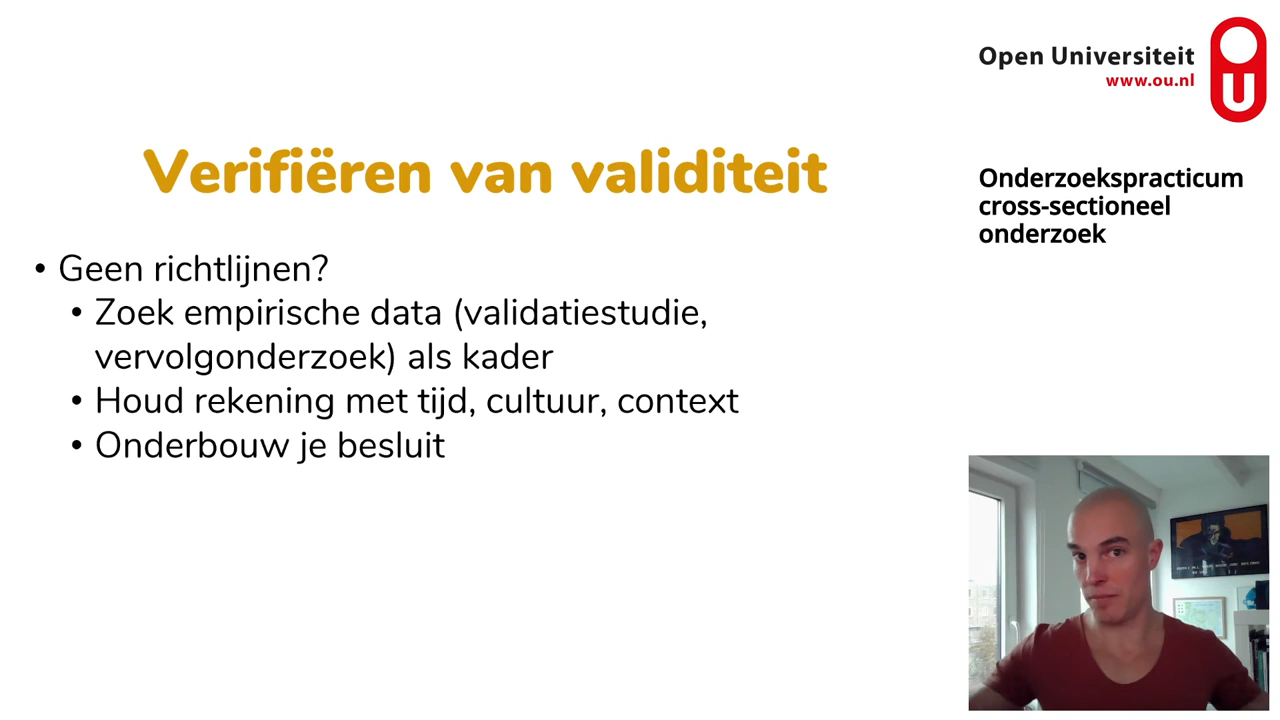 Open Universiteit
www.ou.nl
Verifiëren van validiteit
Onderzoekspracticum
cross-sectioneel
onderzoek
• Geen richtlijnen?
• Zoek empirische data (validatiestudie,
vervolgonderzoek) als kader
• Houd rekening met tijd, cultuur, context
• Onderbouw je besluit